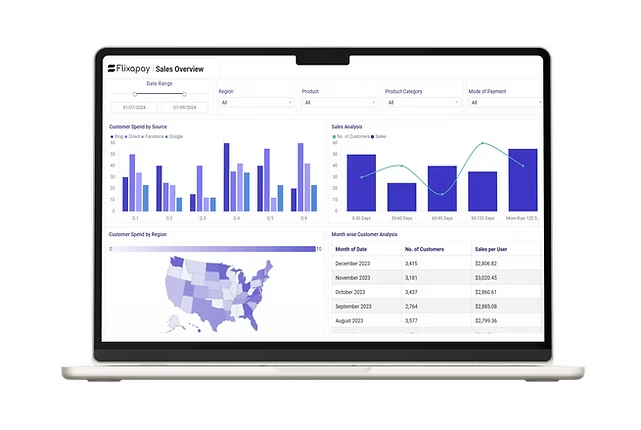 Flixapay | Sales Overview
Date Range
01/07/2024 01/09/2024
Region
All
Product
All
Product Category
All
Mode of Payment
All
Customer Spend by Source
Blog Direct Facebook Google
60
50
40
30
20
10
0
Q 1 Q 2 Q 3 Q 4 Q 5 Q 6
Sales Analysis
No. of Customers Sales
60
50
40
30
20
10
0
0-30 Days 30-60 Days 60-90 Days 90-120 Days More than 120 D...
Customer Spend by Region
0 10
Month wise Customer Analysis
Month of Date No. of Customers Sales per User
December 2023 3,415 $2,806.82
November 2023 3,181 $3,020.45
October 2023 3,437 $2,860.61
September 2023 2,764 $2,885.08
August 2023 3,577 $2,799.36